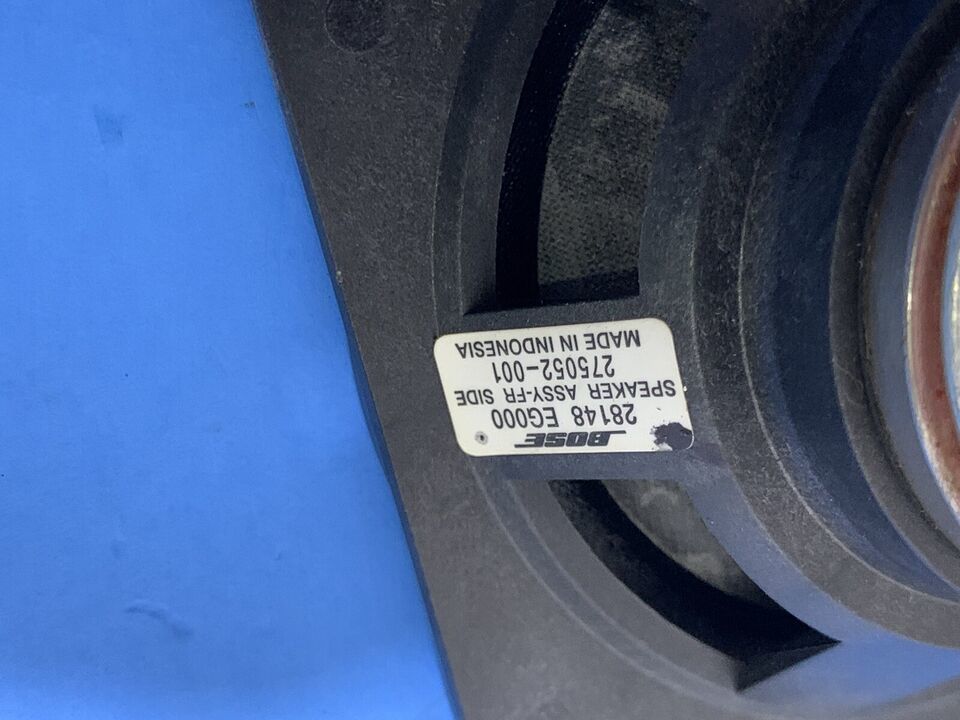 BOSE
28148 EG000
SPEAKER ASSY-FR SIDE
275052-001
MADE IN INDONESIA